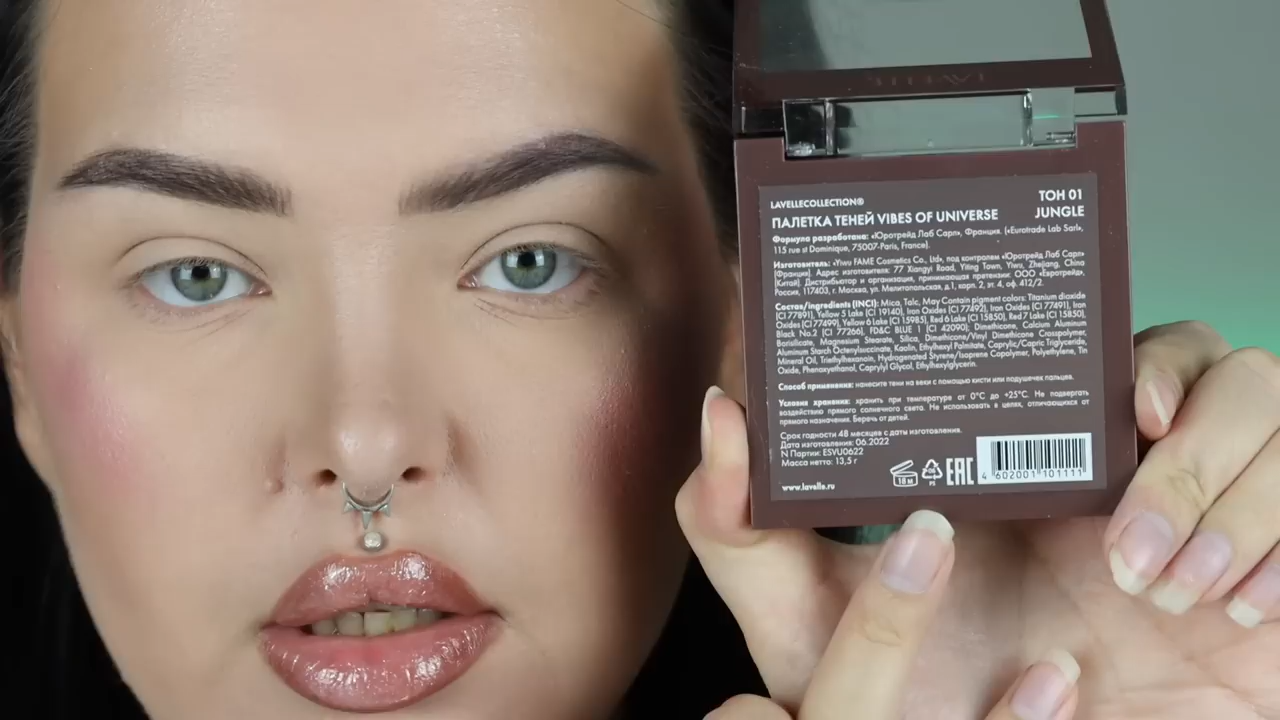 LAVELLECOLLECTION®
ТОН 01
ПАЛЕТКА ТЕНЕЙ VIBES OF UNIVERSE
JUNGLE
Формула разработана: «Юротрейд Лаб Сарл», Франция. («Eurotrade Lab Sarl»,
115 rue st Dominique, 75007-Paris, France).
Изготовитель: «Yiwu FAME Cosmetics Co., Ltd», под контролем «Юротрейд Лаб Сарл»
(Франция). Адрес изготовителя: 77 Xiangyi Road, Yiting Town, Yiwu, Zhejiang, China
(Китай). Дистрибьютор и организация, принимающая претензии: ООО «Евротрейд»,
Россия, 117403, г. Москва, ул. Мелитопольская, д.1, корп. 2, эт. 4, оф. 412/2.
Состав/ingredients (INCI): Mica, Talc, May Contain pigment colors: Titanium dioxide
(CI 77891), Yellow 5 Lake (CI 19140), Iron Oxides (CI 77492), Iron Oxides (CI 77491), Iron
Oxides (CI 77499), Yellow 6 Lake (CI 15985), Red 6 Lake (CI 15850), Red 7 Lake (CI 15850),
Black No.2 (CI 77266), FD&C BLUE 1 (CI 42090); Dimethicone, Calcium Aluminum
Borosilicate, Magnesium Stearate, Silica, Dimethicone/Vinyl Dimethicone Crosspolymer,
Aluminum Starch Octenylsuccinate, Kaolin, Ethylhexyl Palmitate, Caprylic/Capric Triglyceride,
Mineral Oil, Triethylhexanoin, Hydrogenated Styrene/Isoprene Copolymer, Polyethylene, Tin
Oxide, Phenoxyethanol, Caprylyl Glycol, Ethylhexylglycerin.
Способ применения: нанесите тени на веки с помощью кисти или подушечек пальцев.
Условия хранения: хранить при температуре от 0°C до +25°C. Не подвергать
воздействию прямого солнечного света. Не использовать в целях, отличающихся от
прямого назначения. Беречь от детей.
Срок годности 48 месяцев с даты изготовления.
Дата изготовления: 06.2022
N Партии: ESVU0622
Масса нетто: 13,5 г
18 M
06
PS
EAC
4 602001 101111
www.lavelle.ru